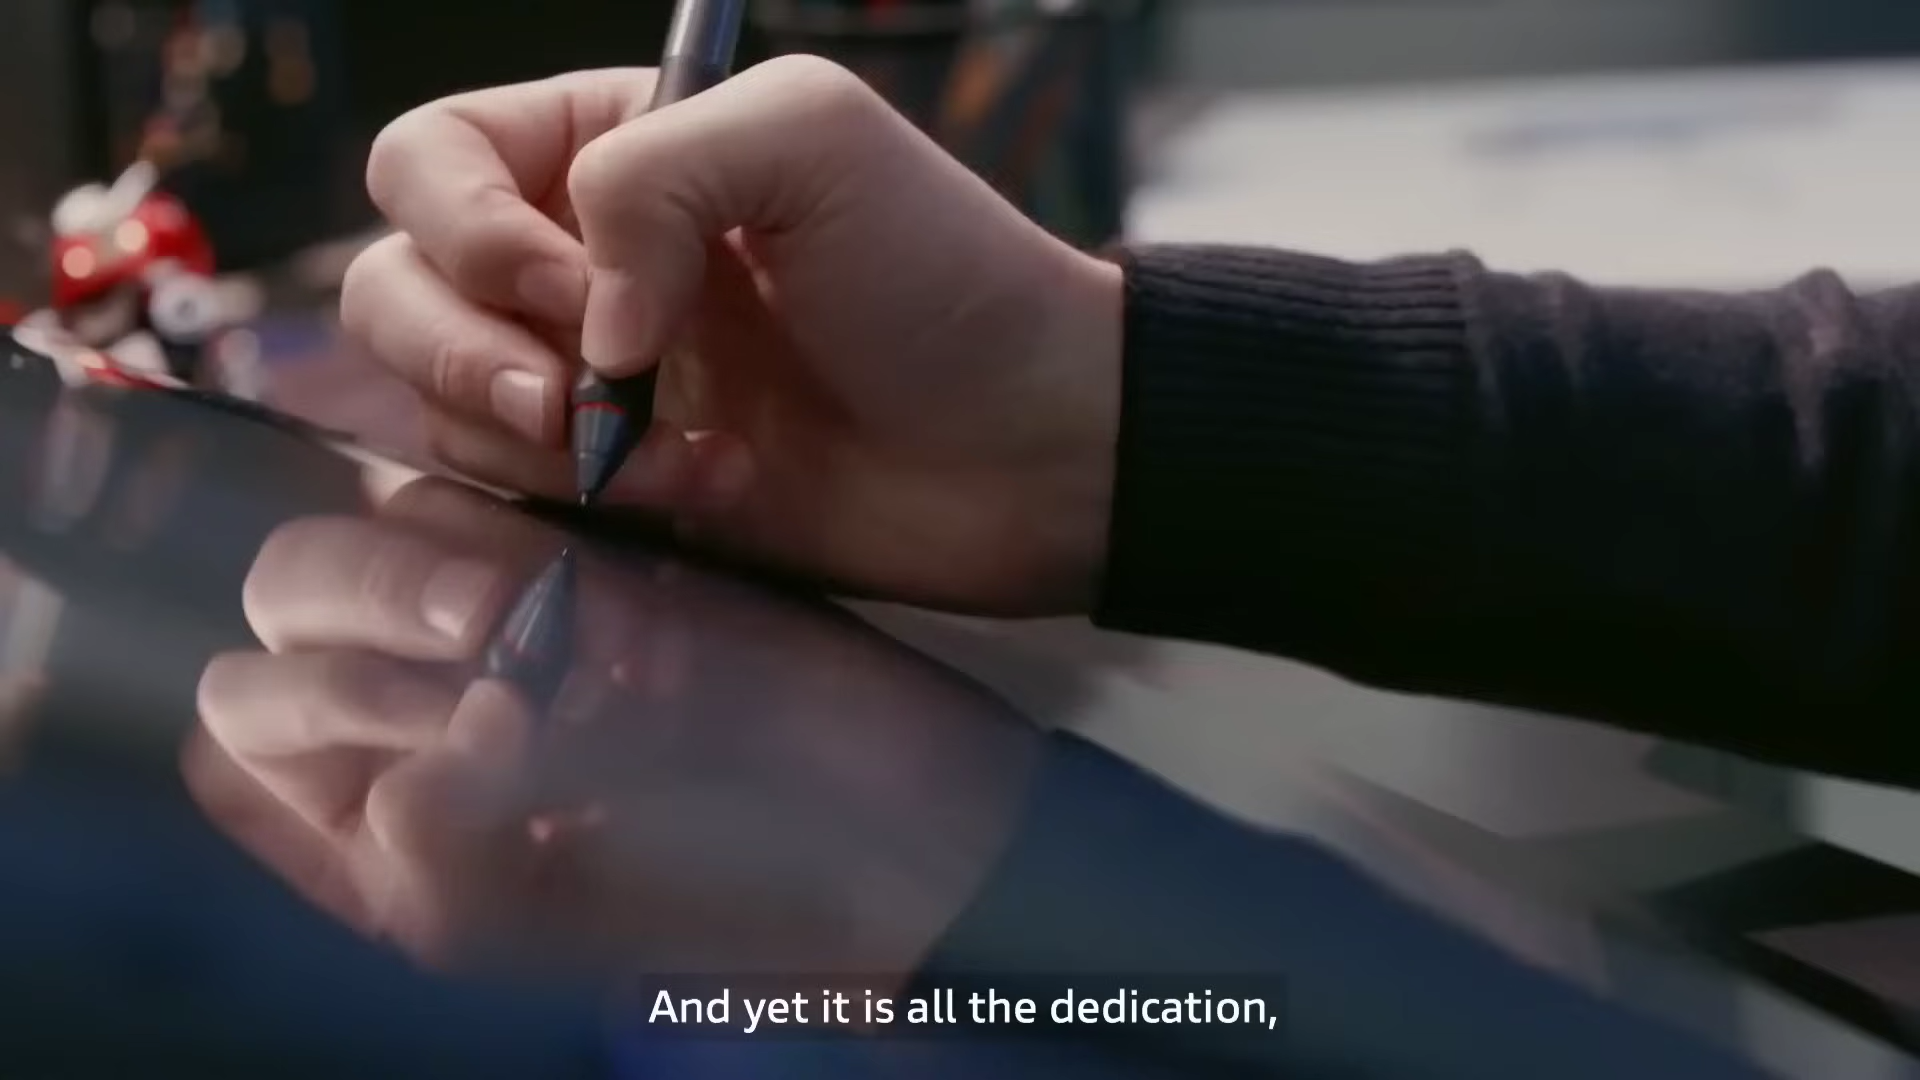 And yet it is all the dedication,